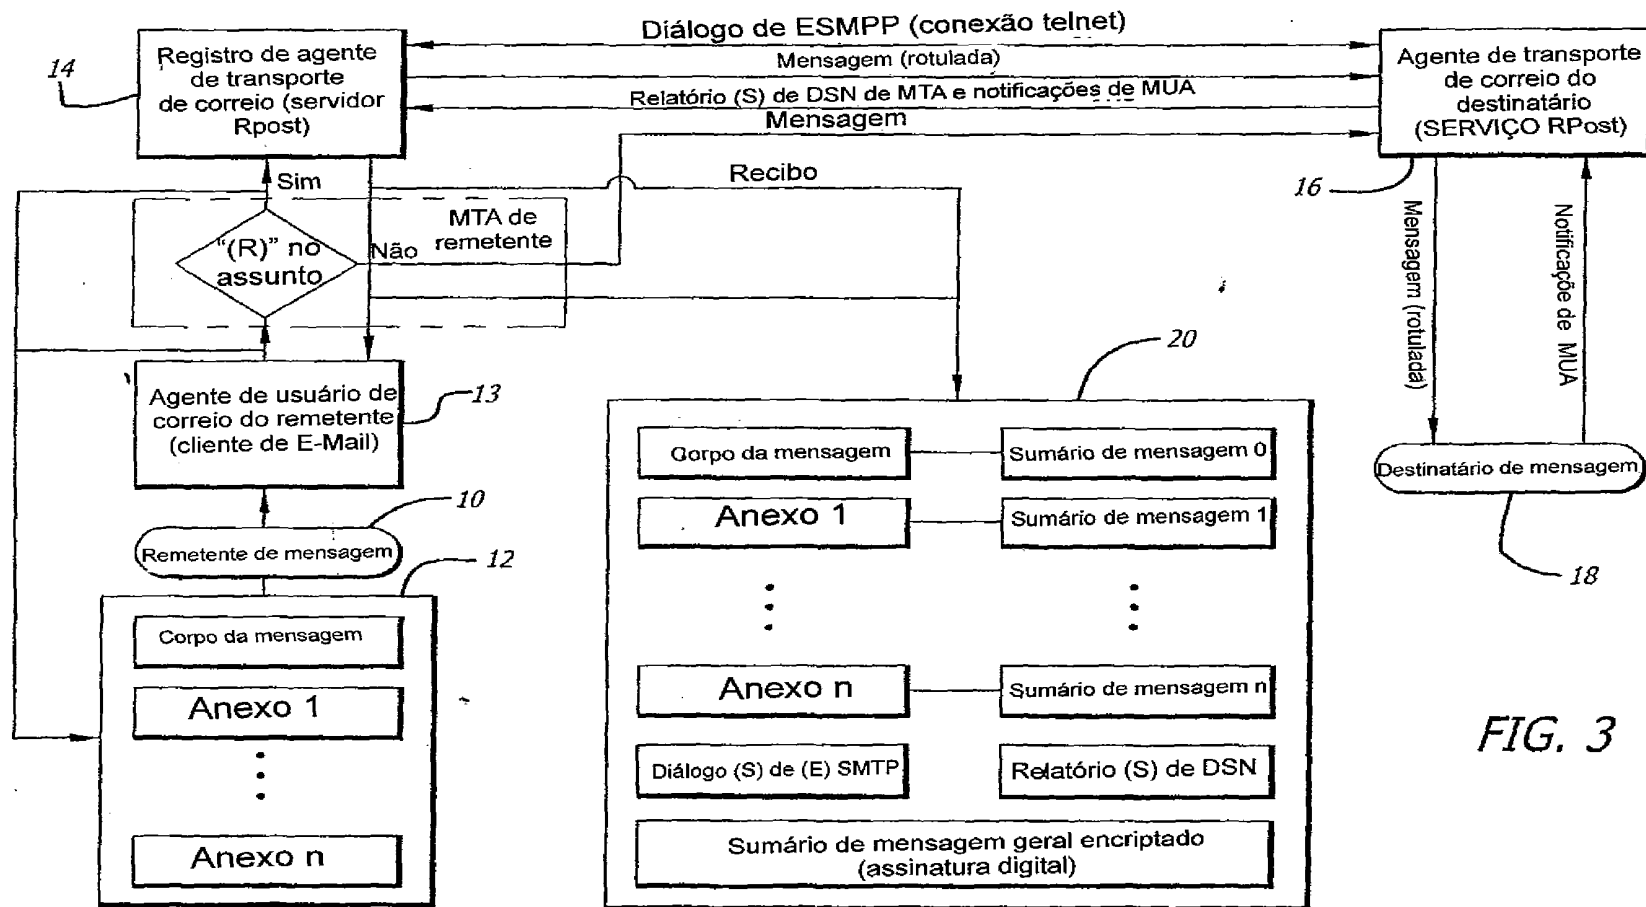 Diálogo de ESMPP (conexão telnet)
Mensagem (rotulada)
Relatório (S) de DSN de MTA e notificações de MUA
Mensagem
14
Registro de agente
de transporte
de correio (servidor
Rpost)
Agente de transporte
de correio do
destinatário
(SERVIÇO RPost)
16
Sim
Recibo
MTA de
remetente
"(R)" no
assunto
Não
Mensagem (rotulada)
Notificaçõe de MUA
Agente de usuário de
correio do remetente
(cliente de E-Mail)
13
20
10
Remetente de mensagem
12
Corpo da mensagem
Anexo 1
Anexo n
Corpo da mensagem
Sumário de mensagem 0
Anexo 1
Sumário de mensagem 1
Anexo n
Sumário de mensagem n
Diálogo (S) de (E) SMTP
Relatório (S) de DSN
Sumário de mensagem geral encriptado
(assinatura digital)
Destinatário de mensagem
18
FIG. 3